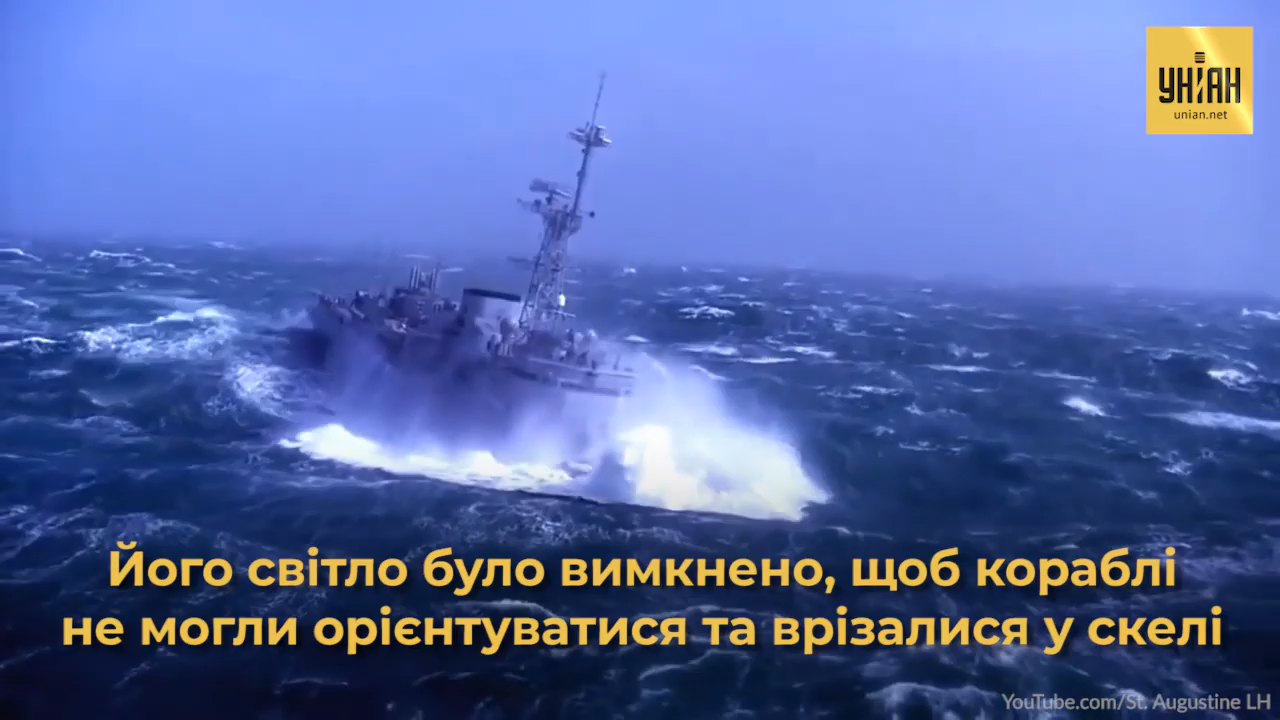 УНІАН
unian.net
Його світло було вимкнено, щоб кораблі
не могли орієнтуватися та врізалися у скелі
YouTube.com/St. Augustine LH